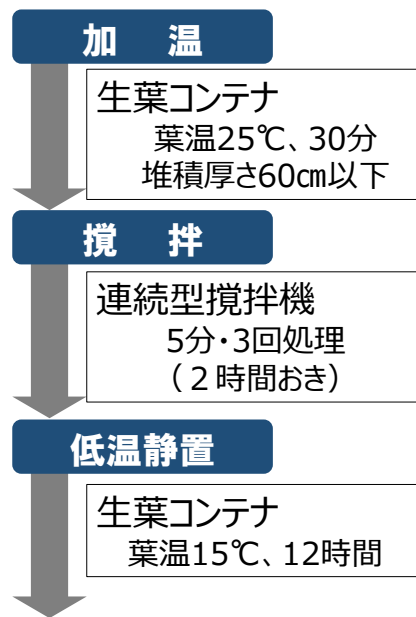 加　温
生葉コンテナ
葉温25℃、30分
堆積厚さ60㎝以下
撹　拌
連続型撹拌機
5分・3回処理
（２時間おき）
低温静置
生葉コンテナ
葉温15℃、12時間